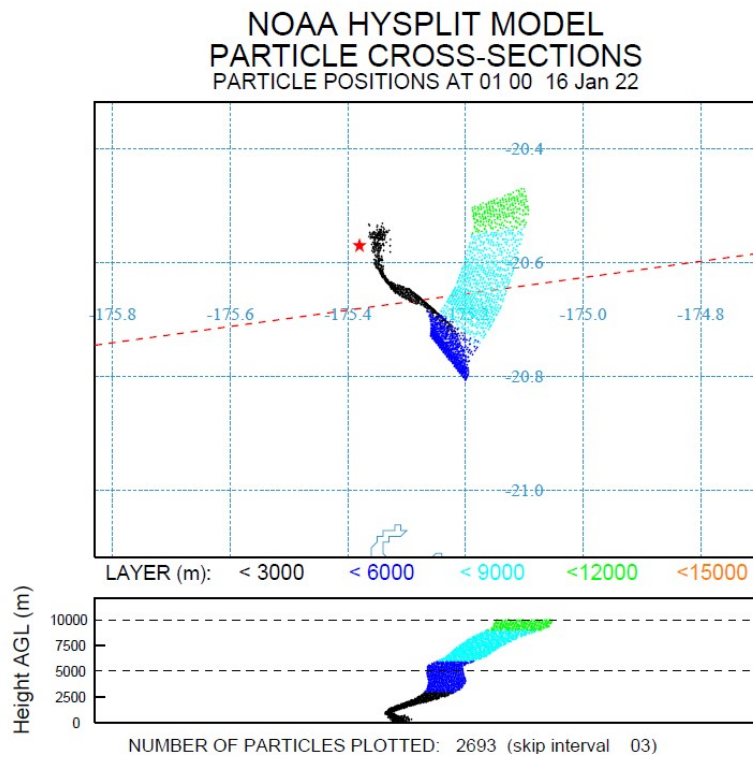 NOAA HYSPLIT MODEL
PARTICLE CROSS-SECTIONS
PARTICLE POSITIONS AT 01 00 16 Jan 22
-20.4
-20.6
-175.8 -175.6 -175.4 -175.0 -174.8
-20.8
-21.0
LAYER (m): < 3000 < 6000 < 9000 <12000 <15000
Height AGL (m)
10000
7500
5000
2500
0
NUMBER OF PARTICLES PLOTTED: 2693 (skip interval 03)